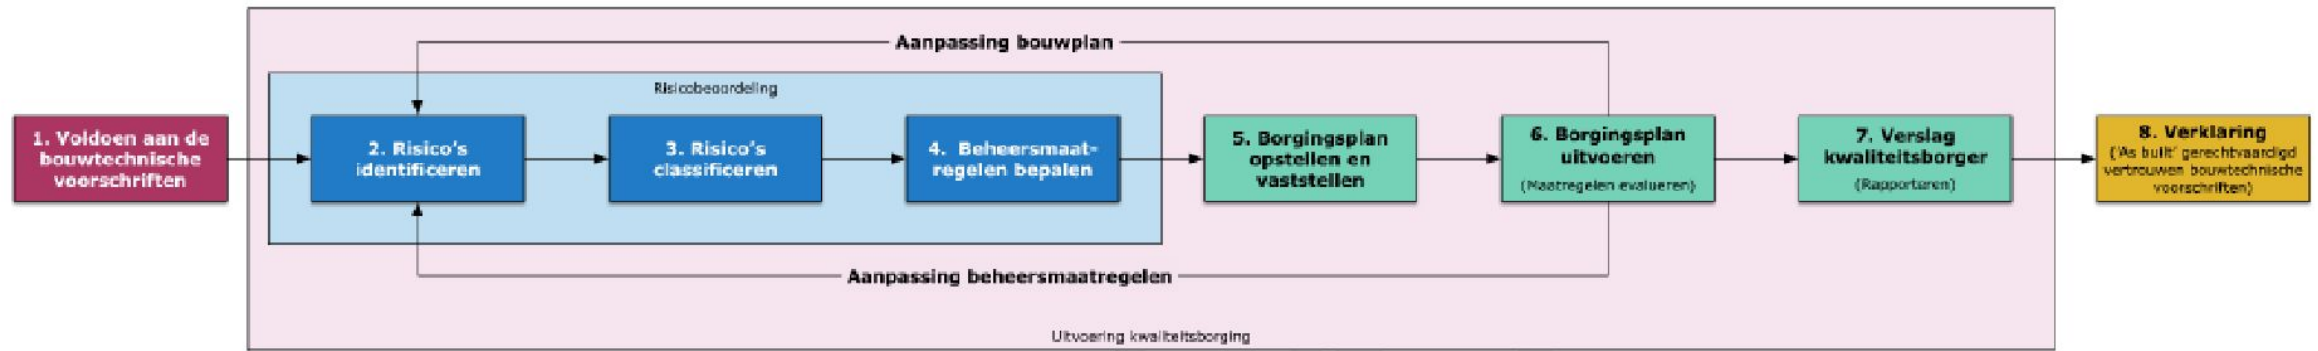 Aanpassing bouwplan
Risicobeoordeling
1. Voldoen aan de
bouwtechnische
voorschriften
2. Risico's
identificeren
3. Risico's
classificeren
4. Beheersmaat-
regelen bepalen
5. Borgingsplan
opstellen en
vaststellen
6. Borgingsplan
uitvoeren
(Maatregelen evalueren)
7. Verslag
kwaliteitsborger
(Rapporteren)
8. Verklaring
('As built' gerechtvaardigd
vertrouwen bouwtechnische
voorschriften)
Aanpassing beheersmaatregelen
Uitvoering kwaliteitsborging